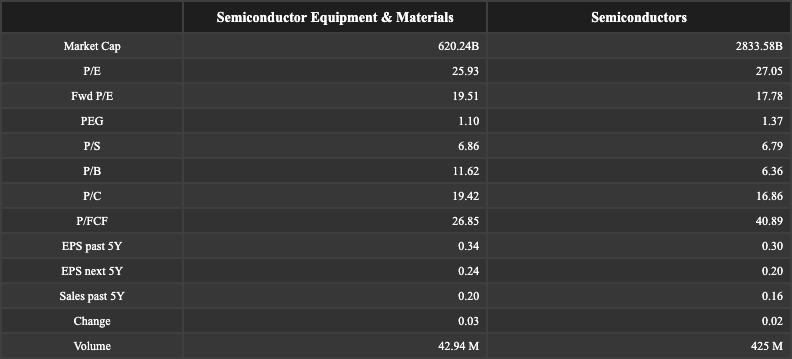 Semiconductor Equipment & Materials Semiconductors
Market Cap 620.24B 2833.58B
P/E 25.93 27.05
Fwd P/E 19.51 17.78
PEG 1.10 1.37
P/S 6.86 6.79
P/B 11.62 6.36
P/C 19.42 16.86
P/FCF 26.85 40.89
EPS past 5Y 0.34 0.30
EPS next 5Y 0.24 0.20
Sales past 5Y 0.20 0.16
Change 0.03 0.02
Volume 42.94 M 425 M